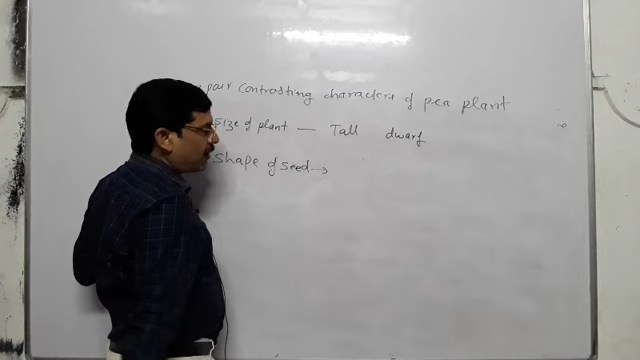 pair contrasting characters of pea plant
size of plant — Tall dwarf
shape of seed →